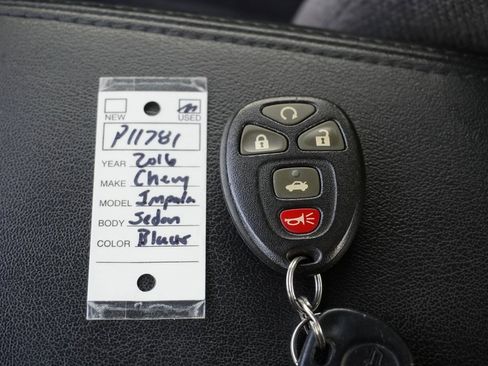 NEW USED
P11781
YEAR 2016
MAKE Chevy
MODEL Impala
BODY Sedan
COLOR Black